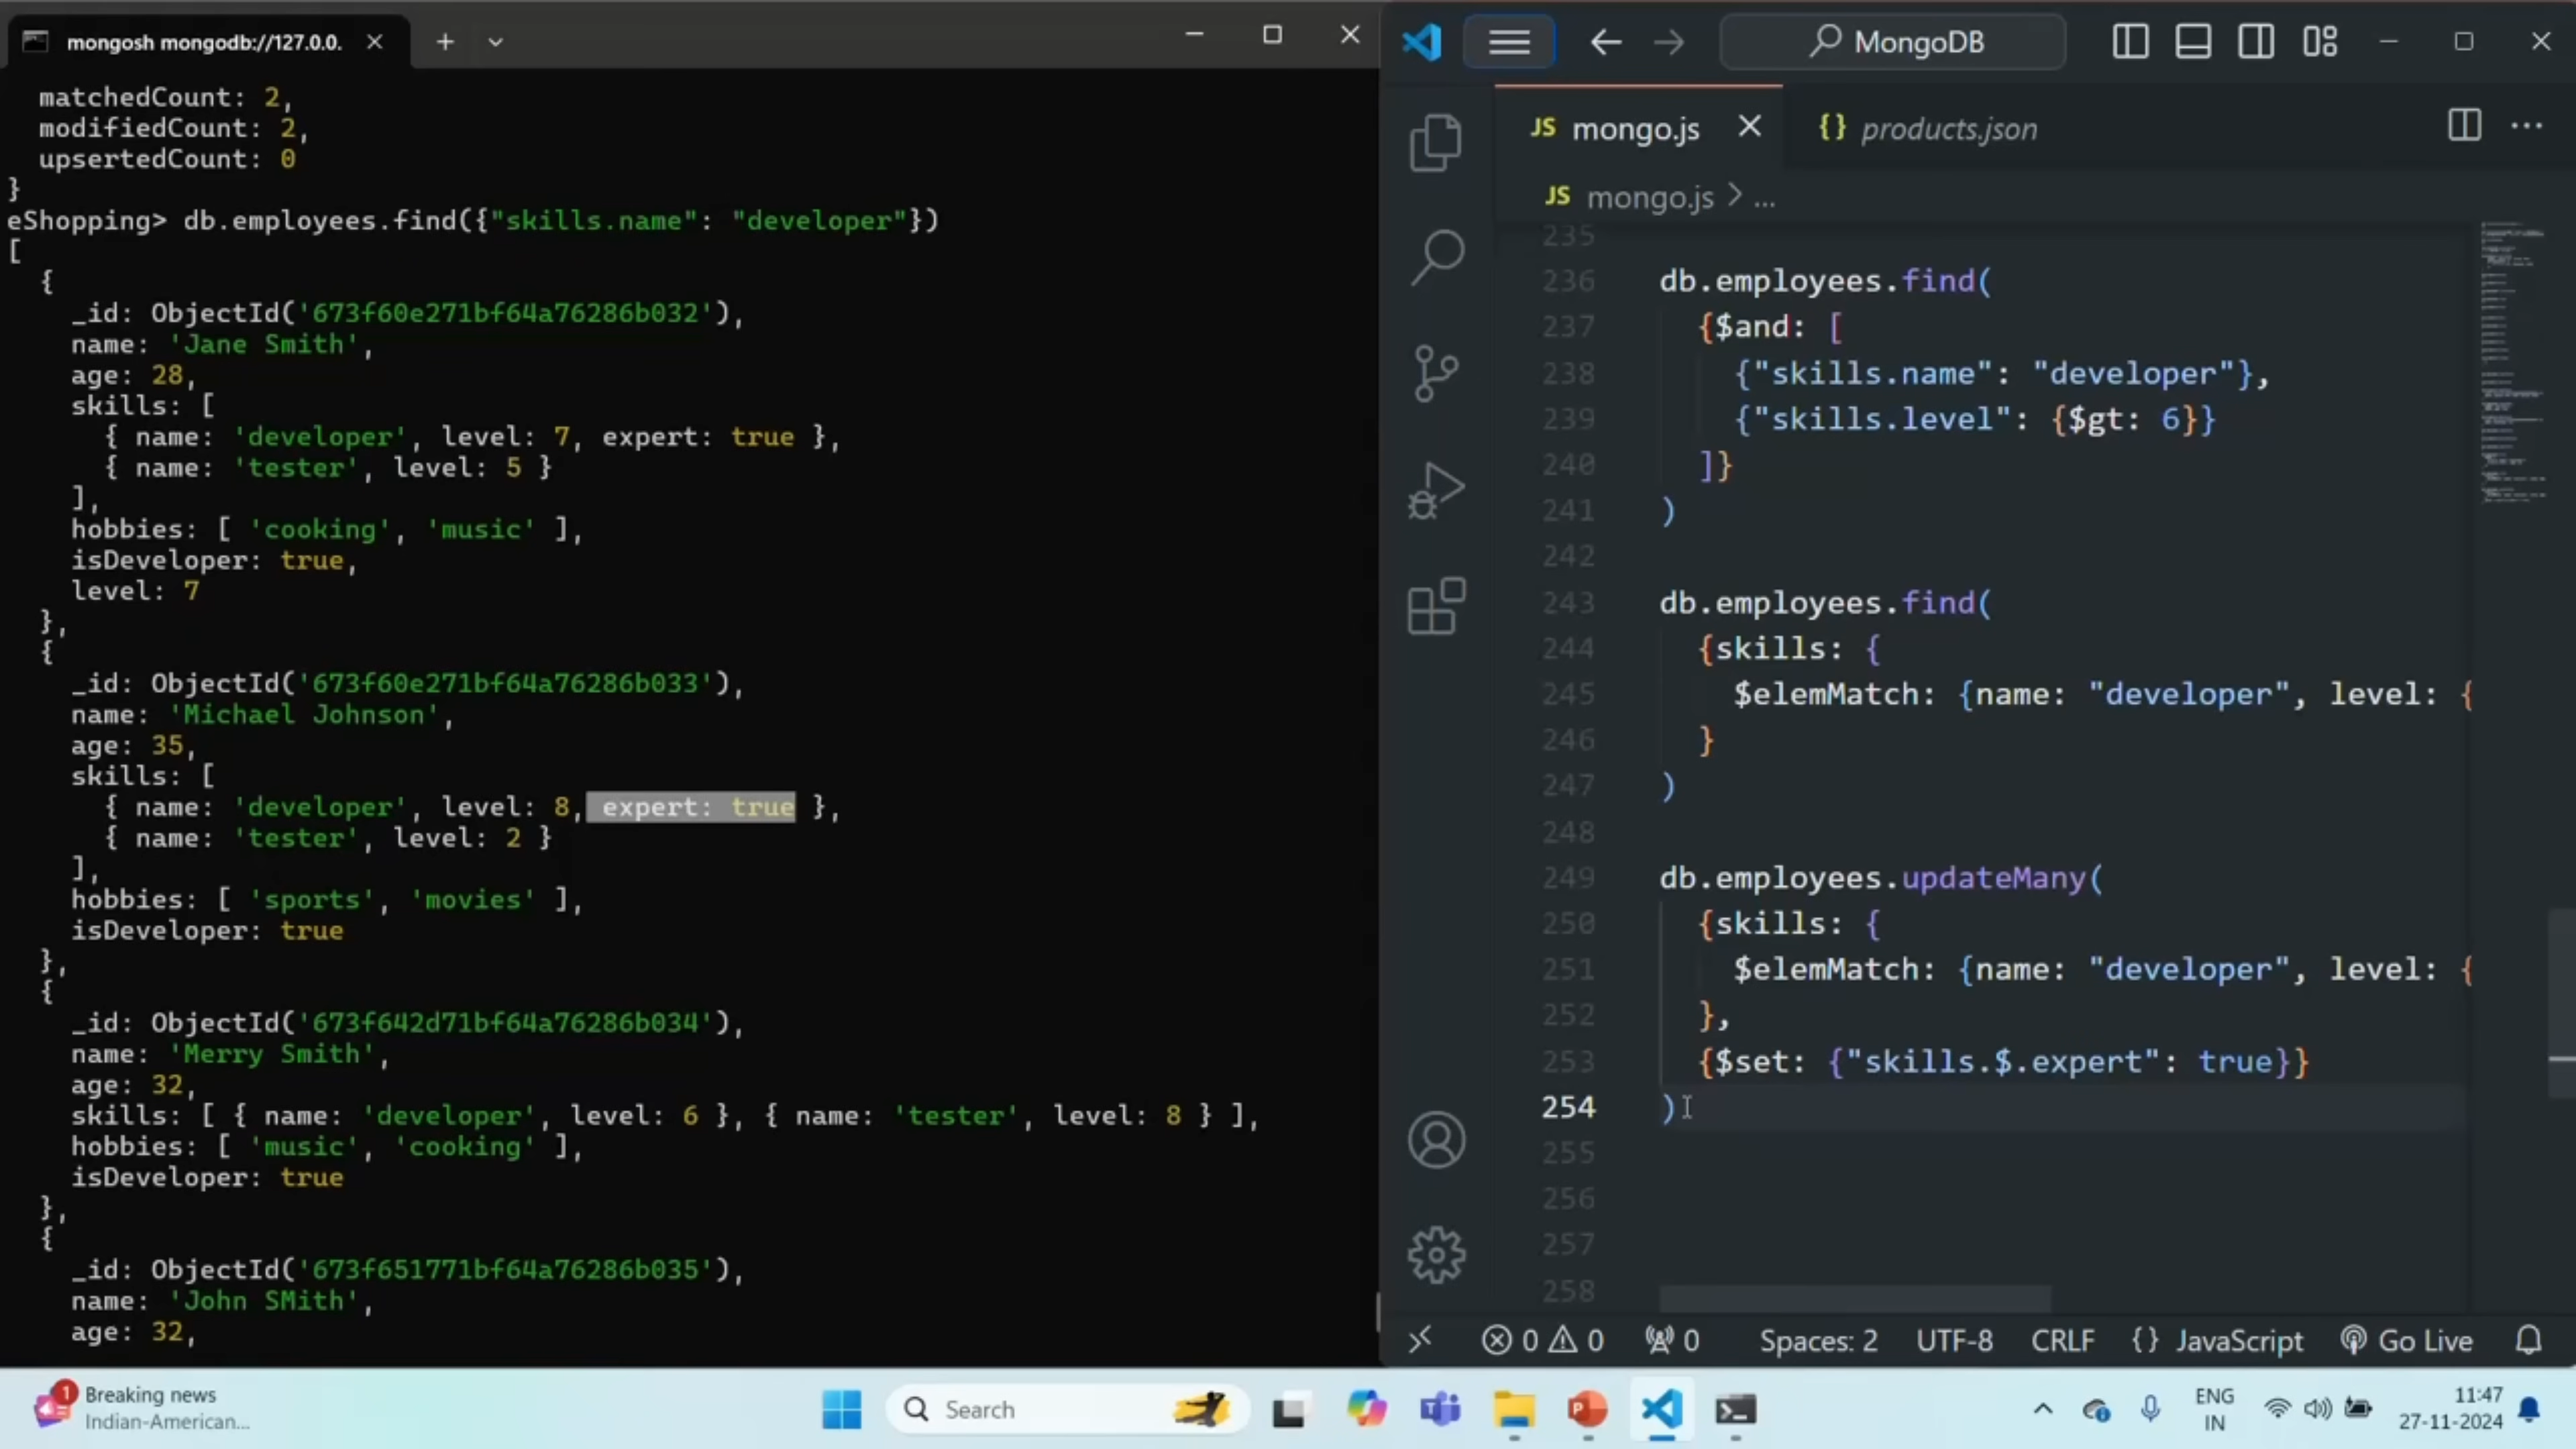 mongosh mongodb://127.0.0.
matchedCount: 2,
modifiedCount: 2,
upsertedCount: 0
}
eShopping> db.employees.find({"skills.name": "developer"})
[
{
_id: ObjectId('673f60e271bf64a76286b032'),
name: 'Jane Smith',
age: 28,
skills: [
{ name: 'developer', level: 7, expert: true },
{ name: 'tester', level: 5 }
],
hobbies: [ 'cooking', 'music' ],
isDeveloper: true,
level: 7
},
{
_id: ObjectId('673f60e271bf64a76286b033'),
name: 'Michael Johnson',
age: 35,
skills: [
{ name: 'developer', level: 8, expert: true },
{ name: 'tester', level: 2 }
],
hobbies: [ 'sports', 'movies' ],
isDeveloper: true
},
{
_id: ObjectId('673f642d71bf64a76286b034'),
name: 'Merry Smith',
age: 32,
skills: [ { name: 'developer', level: 6 }, { name: 'tester', level: 8 } ],
hobbies: [ 'music', 'cooking' ],
isDeveloper: true
},
{
_id: ObjectId('673f651771bf64a76286b035'),
name: 'John SMith',
age: 32,
MongoDB
JS mongo.js
{} products.json
JS mongo.js > ...
235
236 db.employees.find(
237 {$and: [
238 {"skills.name": "developer"},
239 {"skills.level": {$gt: 6}}
240 ]}
241 )
242
243 db.employees.find(
244 {skills: {
245 $elemMatch: {name: "developer", level: {
246 }
247 )
248
249 db.employees.updateMany(
250 {skills: {
251 $elemMatch: {name: "developer", level: {
252 },
253 {$set: {"skills.$.expert": true}}
254 )
255
256
257
258
0 0 0 Spaces: 2 UTF-8 CRLF {} JavaScript Go Live
1
Breaking news
Indian-American...
Search
ENG
IN
11:47
27-11-2024